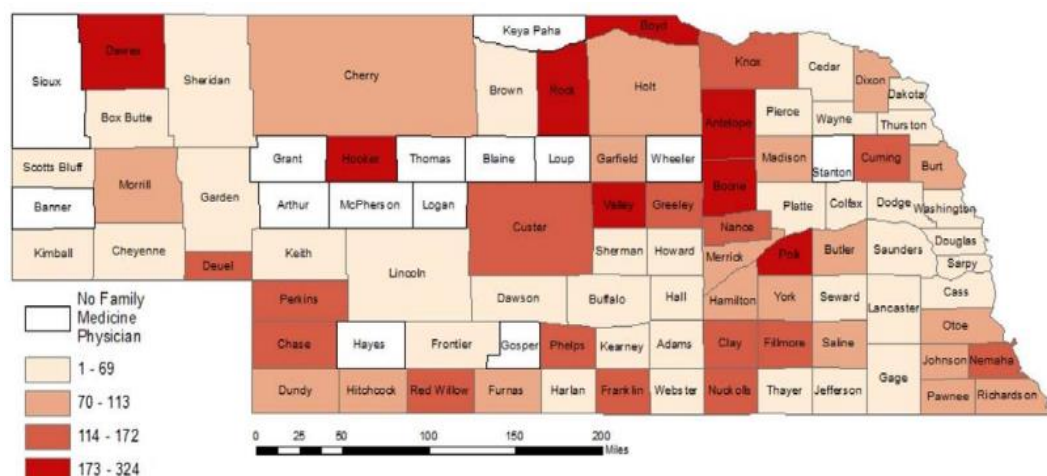 Keya Paha
Boyd
Dawes
Sioux
Sheridan
Cherry
Knox
Cedar
Dixon
Brown
Rock
Holt
Dakota
Box Butte
Antelope
Pierce
Wayne
Thurston
Scotts Bluff
Grant
Hooker
Thomas
Blaine
Loup
Garfield
Wheeler
Madison
Stanton
Cuming
Burt
Morrill
Garden
Boone
Banner
Arthur
McPherson
Logan
Valley
Greeley
Platte
Colfax
Dodge
Washington
Custer
Nance
Kimball
Cheyenne
Keith
Sherman
Howard
Merrick
Polk
Butler
Saunders
Douglas
Deuel
Lincoln
Sarpy
Perkins
Dawson
Buffalo
Hall
Hamilton
York
Seward
Lancaster
Cass
Otoe
Chase
Hayes
Frontier
Gosper
Phelps
Kearney
Adams
Clay
Fillmore
Saline
Johnson
Nemaha
Gage
Dundy
Hitchcock
Red Willow
Furnas
Harlan
Franklin
Webster
Nuckolls
Thayer
Jefferson
Pawnee
Richardson
No Family
Medicine
Physician
1 - 69
70 - 113
114 - 172
173 - 324
0 50 100 150 200
Miles